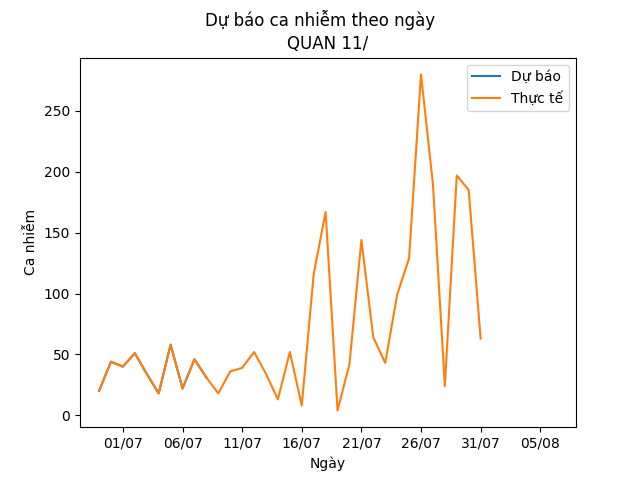 Dự báo ca nhiễm theo ngày
QUAN 11/
Dự báo
Thực tế
Ca nhiễm
250
200
150
100
50
0
01/07 06/07 11/07 16/07 21/07 26/07 31/07 05/08
Ngày